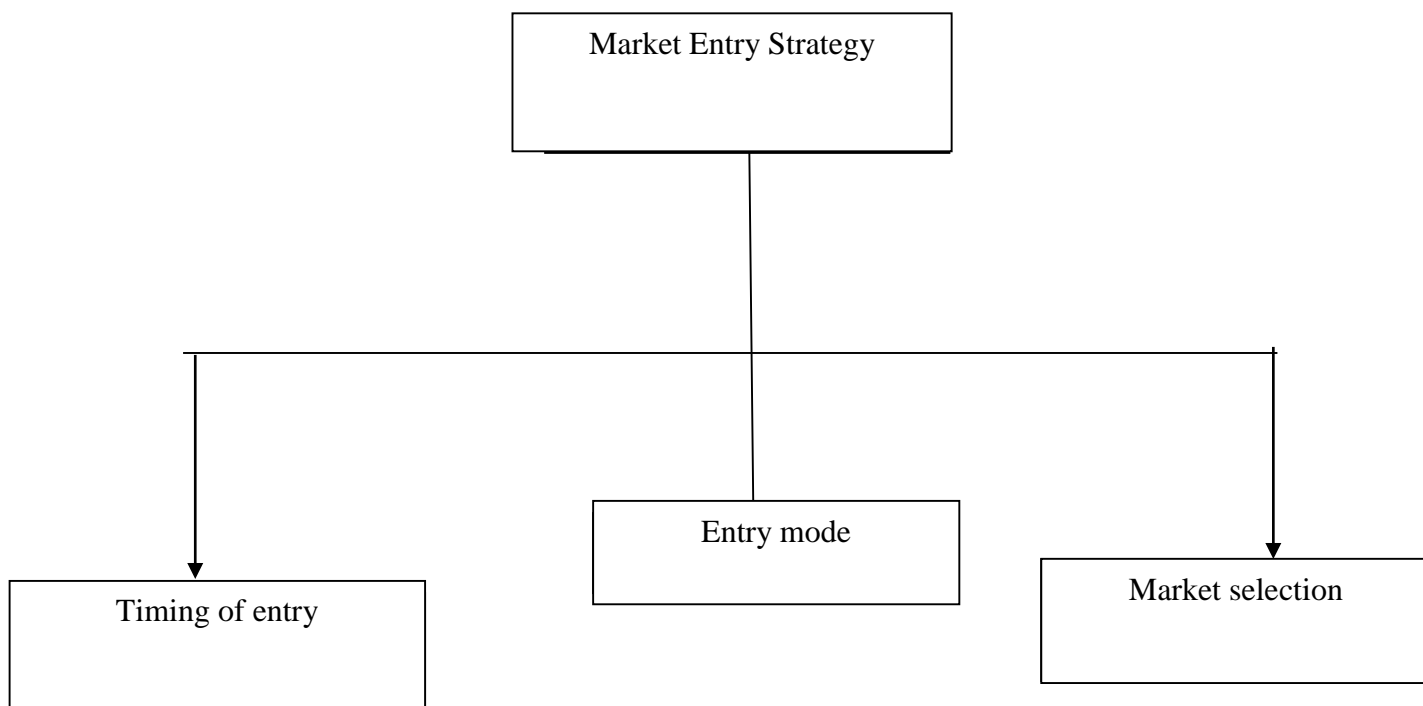 Market Entry Strategy
Entry mode
Market selection
Timing of entry